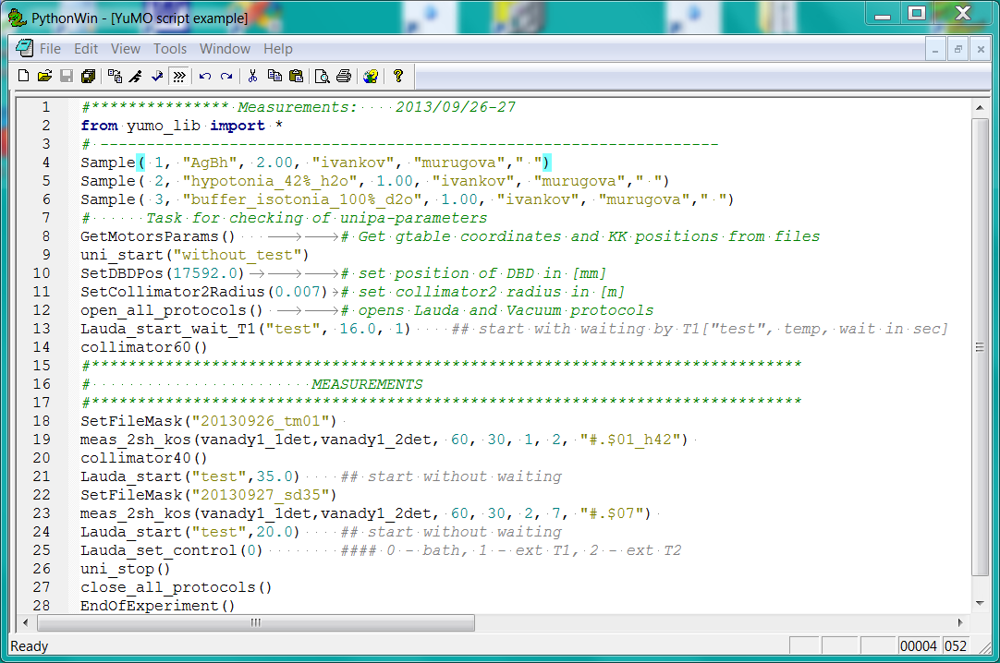 PythonWin - [YuMO script example]
File Edit View Tools Window Help
1 #*************** Measurements: 2013/09/26-27
2 from yumo_lib import *
3 # -------------------------------------------------------------------
4 Sample( 1, "AgBh", 2.00, "ivankov", "murugova"," ")
5 Sample( 2, "hypotonia_42%_h2o", 1.00, "ivankov", "murugova"," ")
6 Sample( 3, "buffer_isotonia_100%_d2o", 1.00, "ivankov", "murugova"," ")
7 # Task for checking of unipa-parameters
8 GetMotorsParams() # Get gtable coordinates and KK positions from files
9 uni_start("without_test")
10 SetDBDPos(17592.0) # set position of DBD in [mm]
11 SetCollimator2Radius(0.007) # set collimator2 radius in [m]
12 open_all_protocols() # opens Lauda and Vacuum protocols
13 Lauda_start_wait_T1("test", 16.0, 1) ## start with waiting by T1["test", temp, wait in sec]
14 collimator60()
15 #*****************************************************************************
16 # MEASUREMENTS
17 #*****************************************************************************
18 SetFileMask("20130926_tm01")
19 meas_2sh_kos(vanady1_1det,vanady1_2det, 60, 30, 1, 2, "#.$01_h42")
20 collimator40()
21 Lauda_start("test",35.0) ## start without waiting
22 SetFileMask("20130927_sd35")
23 meas_2sh_kos(vanady1_1det,vanady1_2det, 60, 30, 2, 7, "#.$07")
24 Lauda_start("test",20.0) ## start without waiting
25 Lauda_set_control(0) #### 0 - bath, 1 - ext T1, 2 - ext T2
26 uni_stop()
27 close_all_protocols()
28 EndOfExperiment()
Ready 00004 052